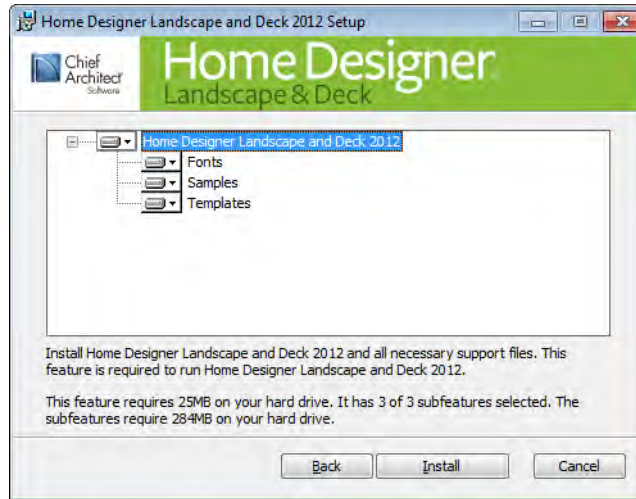 Home Designer Landscape and Deck 2012 Setup
Chief
Architect
Software
Home Designer
Landscape & Deck
Home Designer Landscape and Deck 2012
Fonts
Samples
Templates
Install Home Designer Landscape and Deck 2012 and all necessary support files. This
feature is required to run Home Designer Landscape and Deck 2012.
This feature requires 25MB on your hard drive. It has 3 of 3 subfeatures selected. The
subfeatures require 284MB on your hard drive.
Back
Install
Cancel